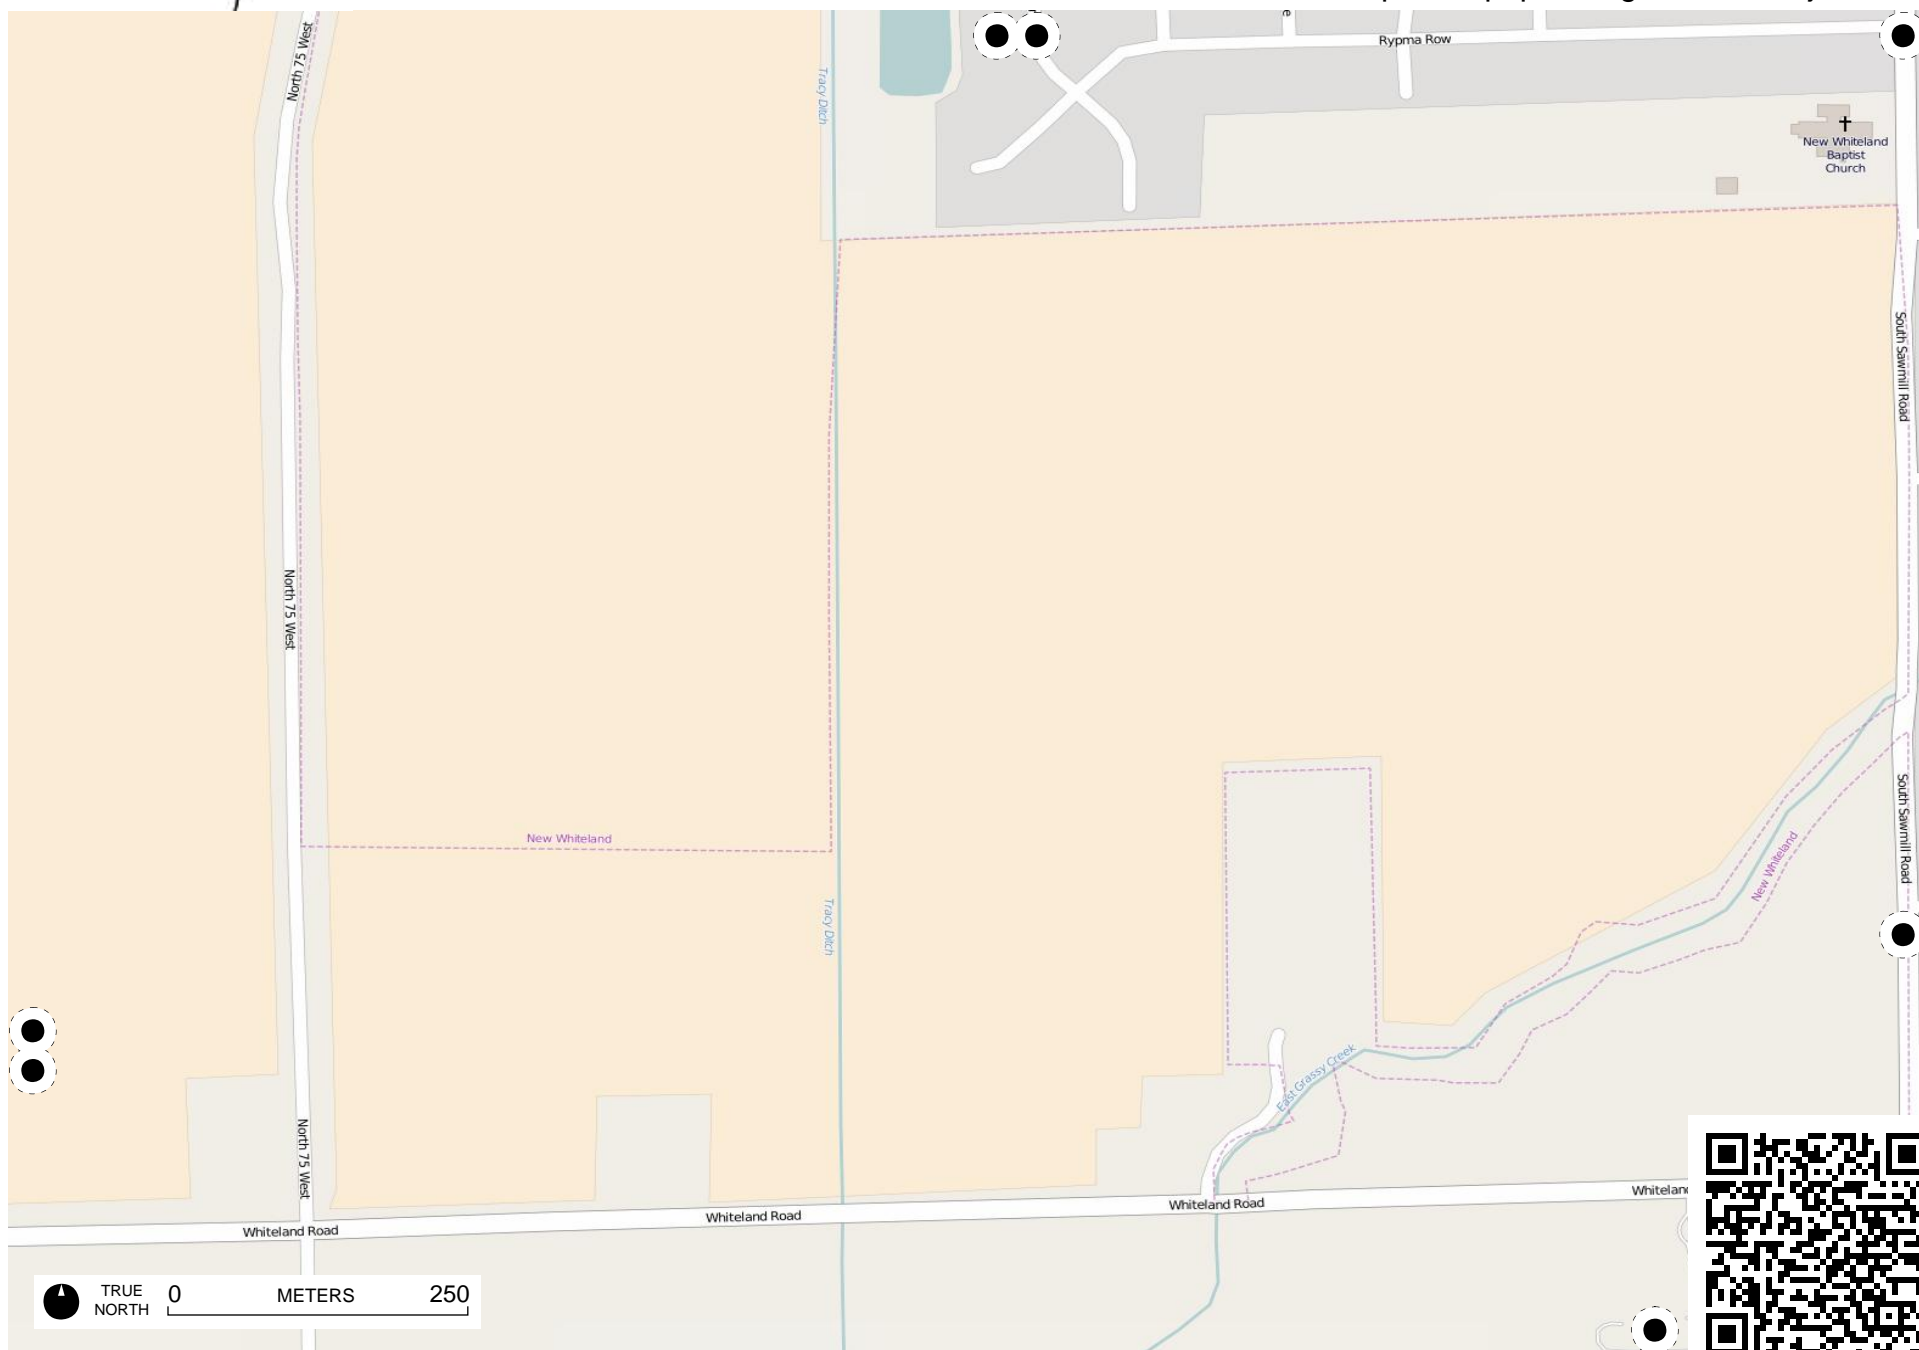 North 75 West
Tracy Ditch
e
Rypma Row
New Whiteland
Baptist
Church
South Sawmill Road
North 75 West
New Whiteland
Tracy Ditch
New Whiteland
South Sawmill Road
East Grassy Creek
North 75 West
Whiteland Road
Whiteland Road
Whiteland Road
Whiteland
TRUE
NORTH
0
METERS
250